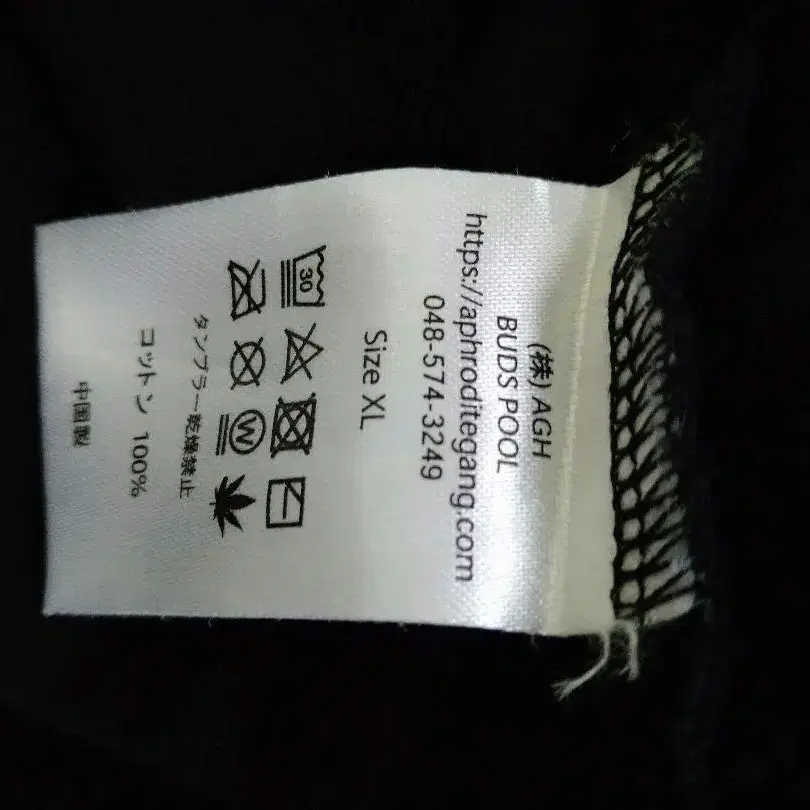 (株) AGH
BUDS POOL
https://aphroditegang.com
048-574-3249
Size XL
30
W
タンブラー乾燥禁止
コットン 100%
中国製